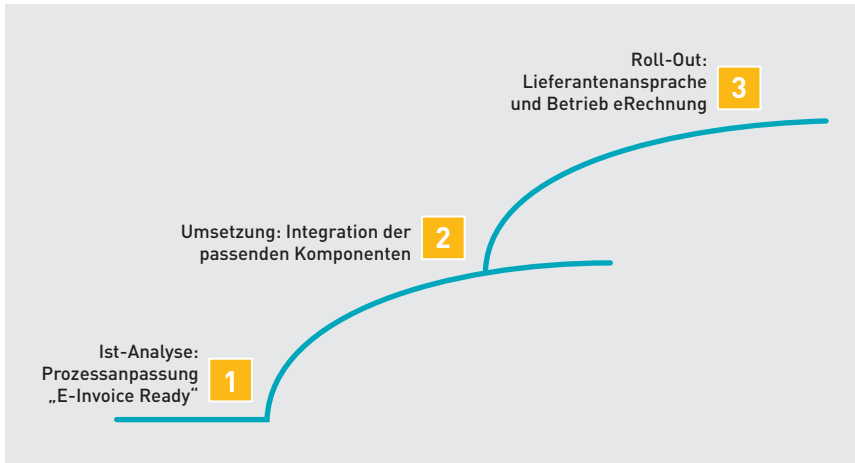 Roll-Out:
Lieferantenansprache
und Betrieb eRechnung
3
Umsetzung: Integration der
passenden Komponenten
2
Ist-Analyse:
Prozessanpassung
„E-Invoice Ready“
1